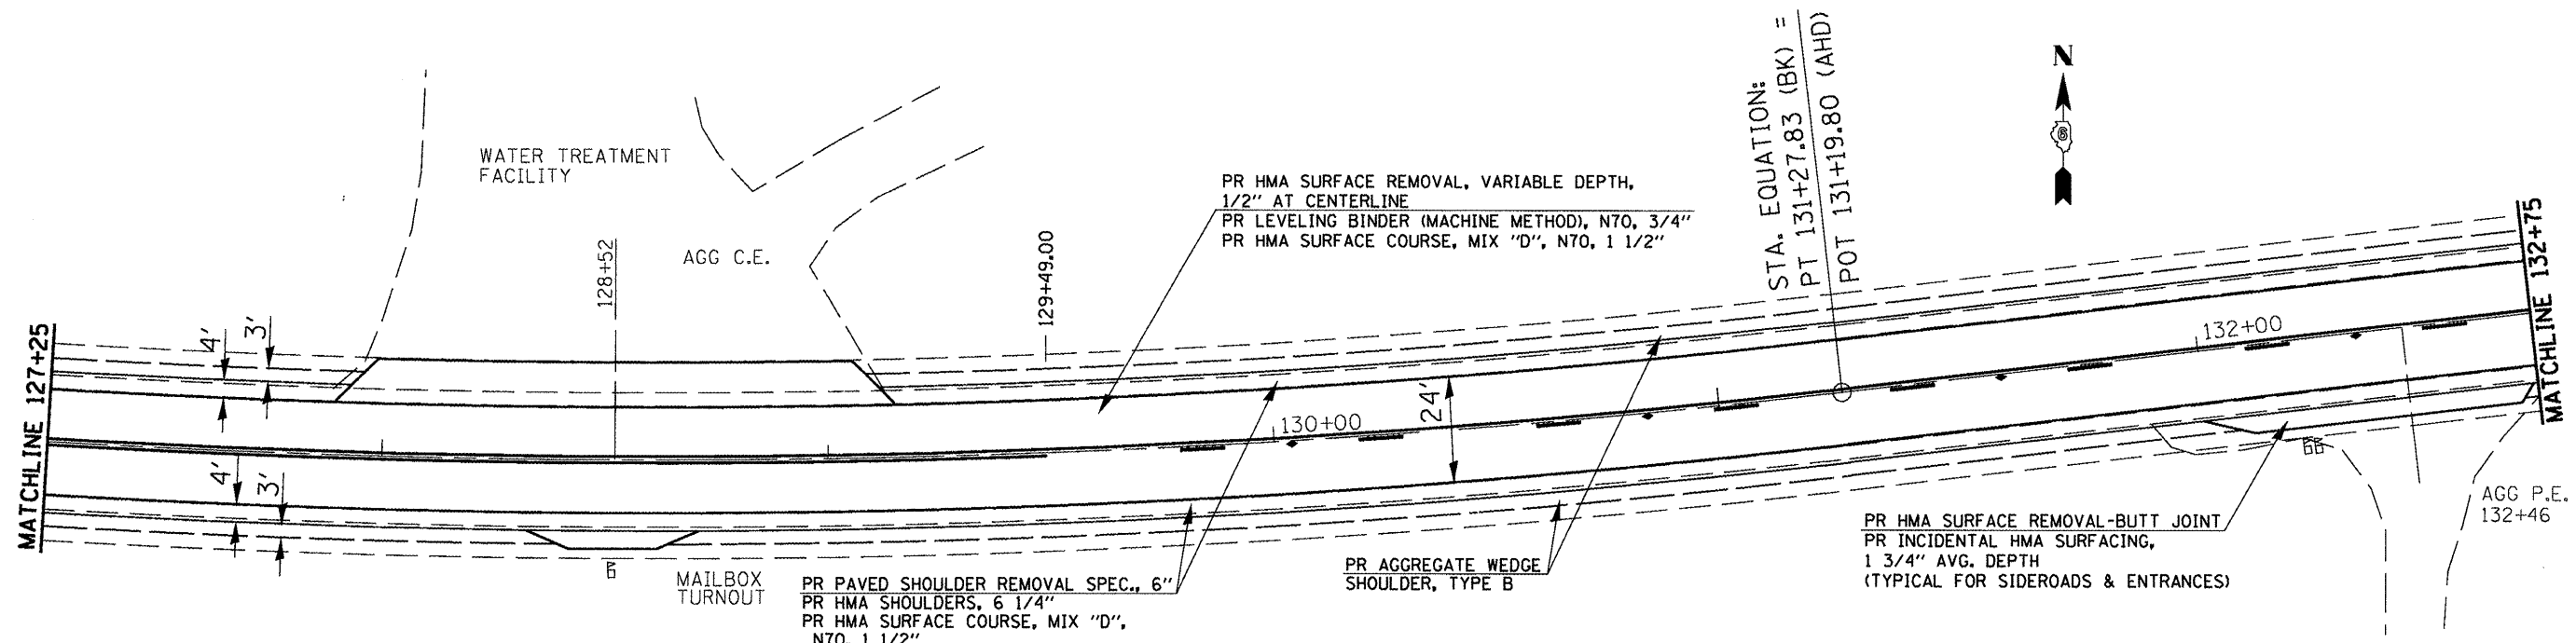 N
6
STA. EQUATION:
PT 131+27.83 (BK) =
POT 131+19.80 (AHD)
WATER TREATMENT
FACILITY
AGG C.E.
128+52
129+49.00
PR HMA SURFACE REMOVAL, VARIABLE DEPTH,
1/2" AT CENTERLINE
PR LEVELING BINDER (MACHINE METHOD), N70, 3/4"
PR HMA SURFACE COURSE, MIX "D", N70, 1 1/2"
MATCHLINE 127+25
4'
3'
4'
3'
130+00
24'
132+00
MATCHLINE 132+75
MAILBOX
TURNOUT
PR PAVED SHOULDER REMOVAL SPEC., 6"
PR HMA SHOULDERS, 6 1/4"
PR HMA SURFACE COURSE, MIX "D",
N70, 1 1/2"
PR AGGREGATE WEDGE
SHOULDER, TYPE B
PR HMA SURFACE REMOVAL-BUTT JOINT
PR INCIDENTAL HMA SURFACING,
1 3/4" AVG. DEPTH
(TYPICAL FOR SIDEROADS & ENTRANCES)
AGG P.E.
132+46